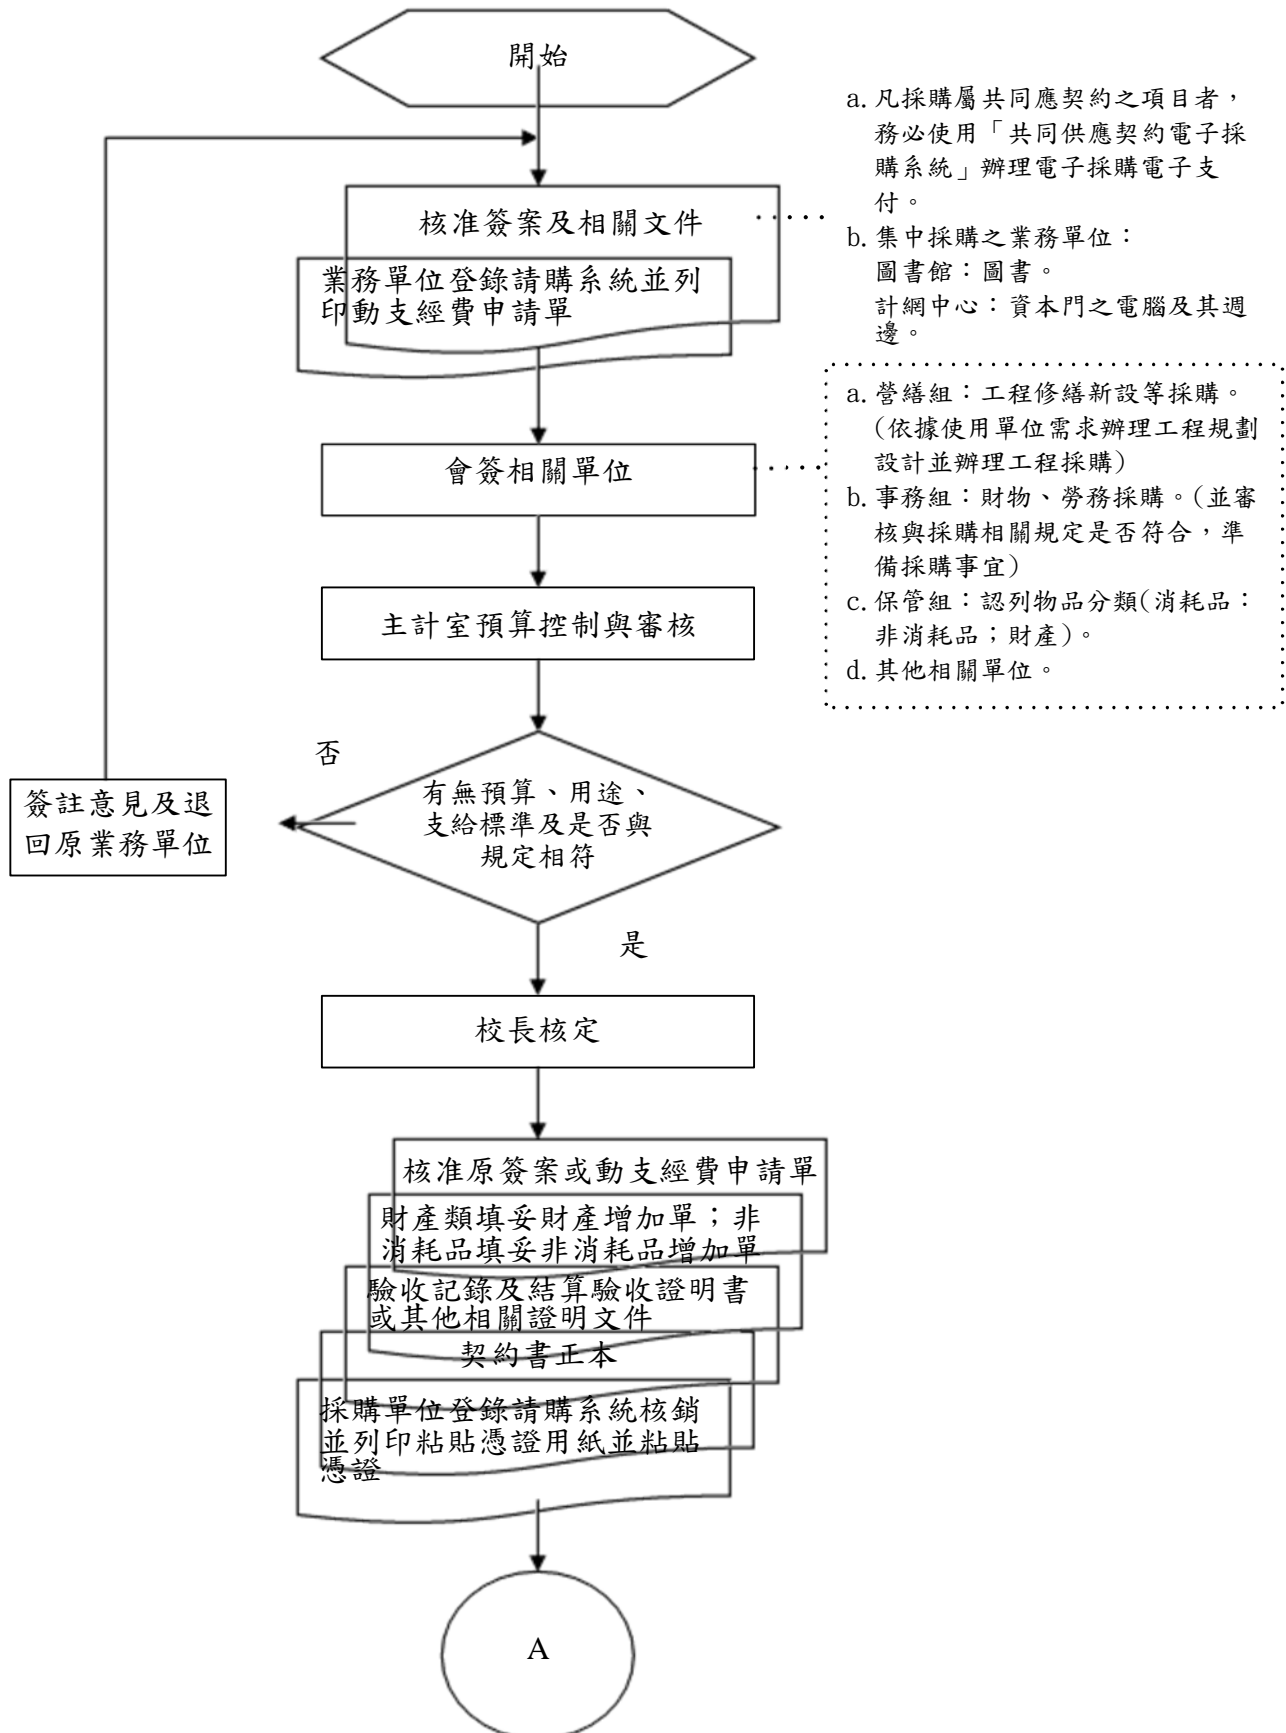 開始
a. 凡採購屬共同應契約之項目者，
務必使用「共同供應契約電子採
購系統」辦理電子採購電子支
付。
b. 集中採購之業務單位：
圖書館：圖書。
計網中心：資本門之電腦及其週
邊。
核准簽案及相關文件
業務單位登錄請購系統並列
印動支經費申請單
會簽相關單位
a. 營繕組：工程修繕新設等採購。
(依據使用單位需求辦理工程規劃
設計並辦理工程採購)
b. 事務組：財物、勞務採購。(並審
核與採購相關規定是否符合，準
備採購事宜)
c. 保管組：認列物品分類(消耗品：
非消耗品；財產)。
d. 其他相關單位。
主計室預算控制與審核
否
有無預算、用途、
支給標準及是否與
規定相符
簽註意見及退
回原業務單位
是
校長核定
核准原簽案或動支經費申請單
財產類填妥財產增加單；非
消耗品填妥非消耗品增加單
驗收記錄及結算驗收證明書
或其他相關證明文件
契約書正本
採購單位登錄請購系統核銷
並列印粘貼憑證用紙並粘貼
憑證
A